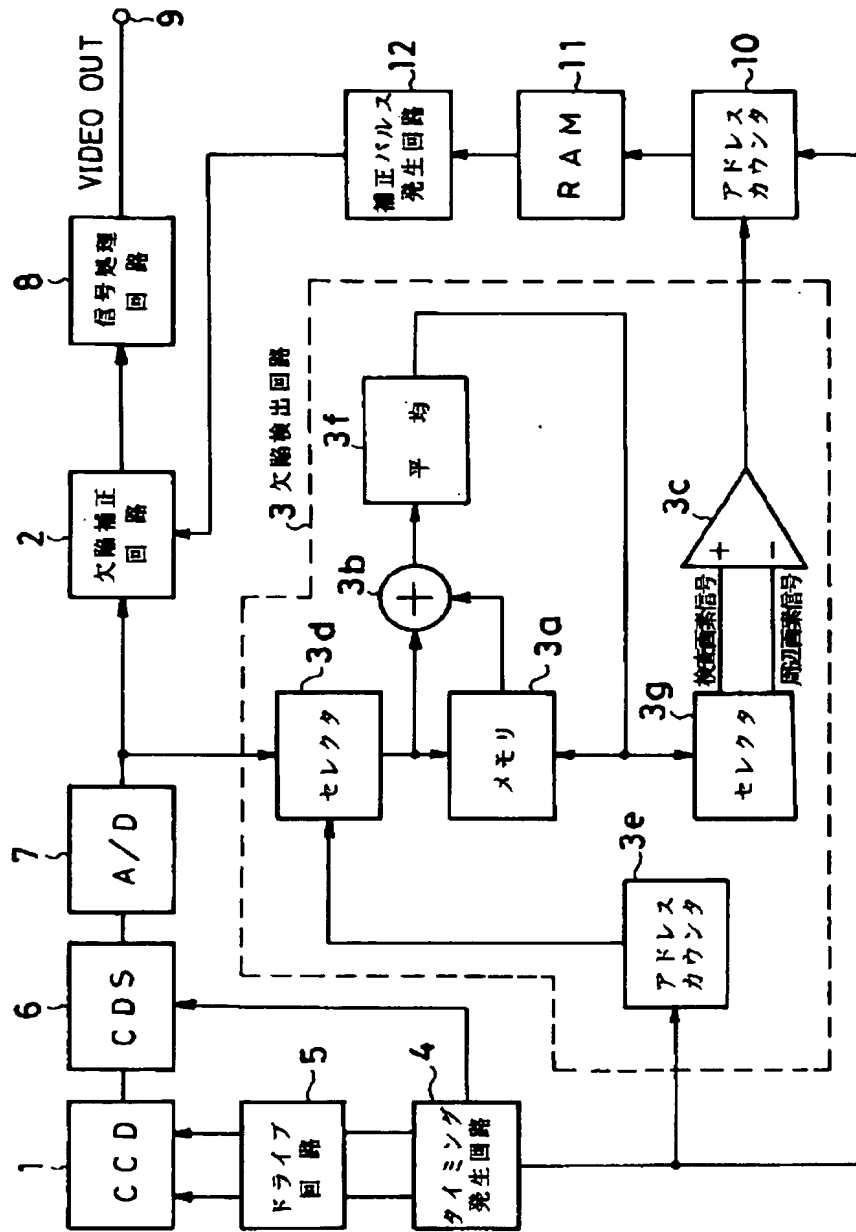 1
CCD
6
CDS
7
A/D
2
欠陥補正
回路
8
信号処理
回路
VIDEO OUT
9
5
ドライブ
回路
4
タイミング
発生回路
3d
セレクタ
3b
+
3f
平均
3 欠陥検出回路
12
補正パルス
発生回路
3a
メモリ
11
RAM
3e
アドレス
カウンタ
3g
セレクタ
検査画素信号
周辺画素信号
3c
+
−
10
アドレス
カウンタ